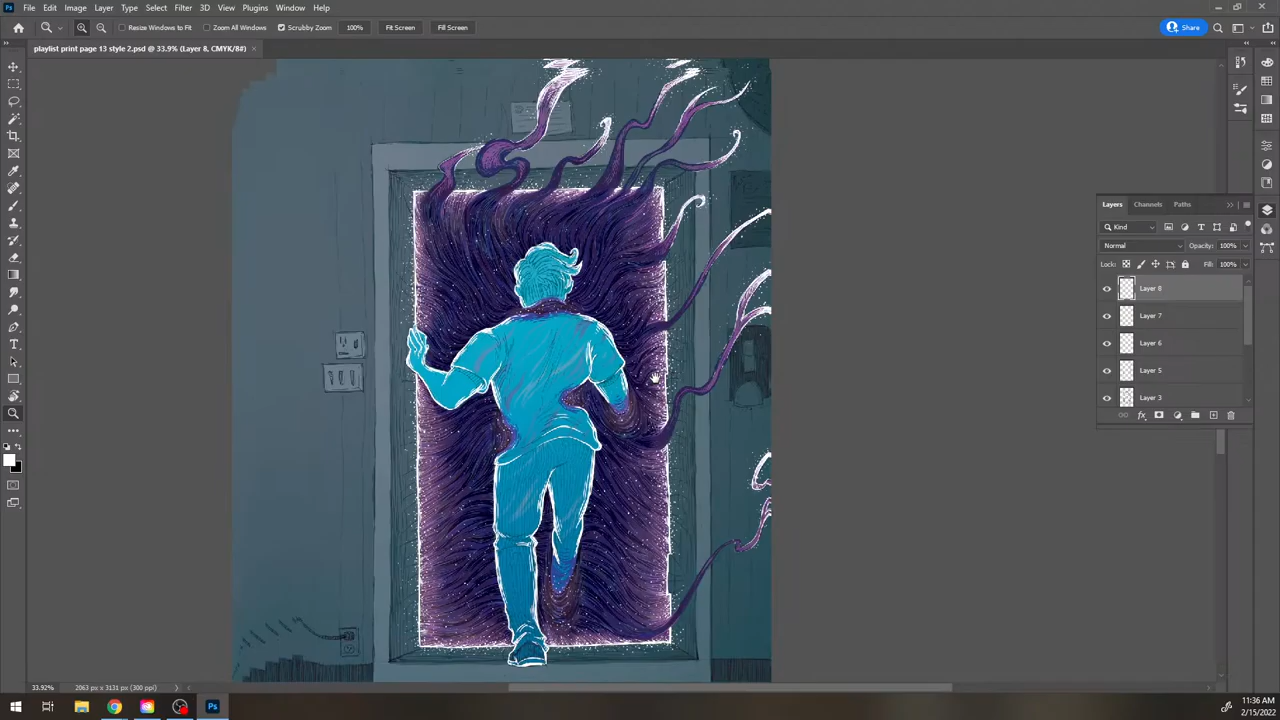 Ps File Edit Image Layer Type Select Filter 3D View Plugins Window Help
Resize Windows to Fit Zoom All Windows Scrubby Zoom 100% Fit Screen Fill Screen Share
playlist print page 13 style 2.psd @ 33.9% (Layer 8, CMYK/8#) ×
Layers Channels Paths
Kind
Normal Opacity: 100%
Lock: Fill: 100%
Layer 8
Layer 7
Layer 6
Layer 5
Layer 3
33.92% 2063 px x 3131 px (300 ppi)
Ps
11:36 AM
2/15/2022